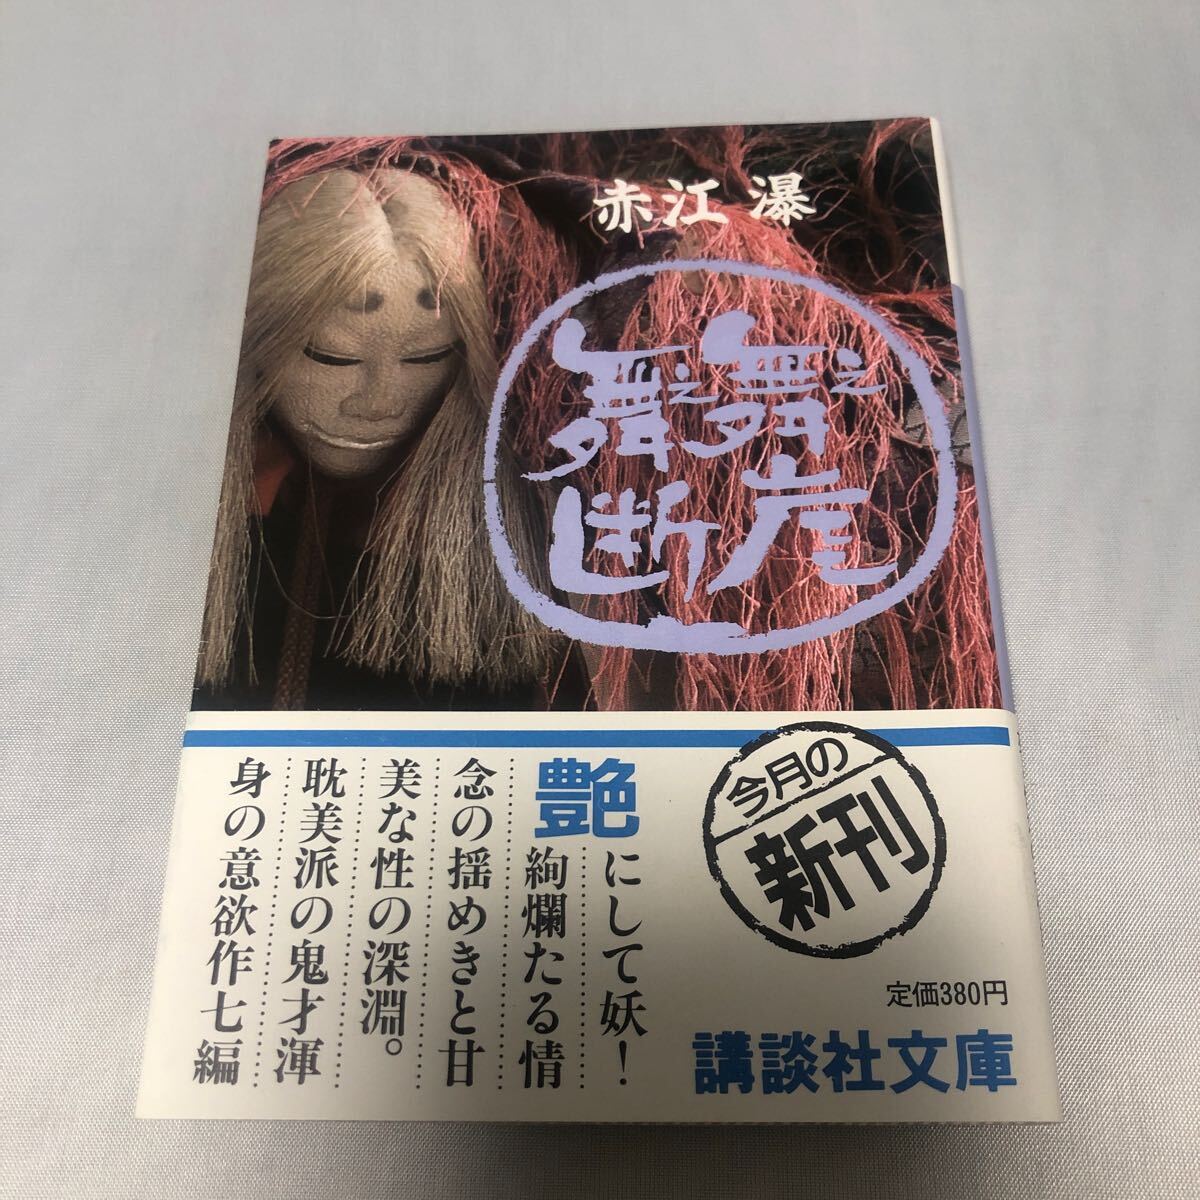 赤江 瀑
舞え舞え
断崖
今月の
新刊
艶にして妖！
絢爛たる情
念の揺めきと甘
美な性の深淵。
耽美派の鬼才渾
身の意欲作七編
定価380円
講談社文庫